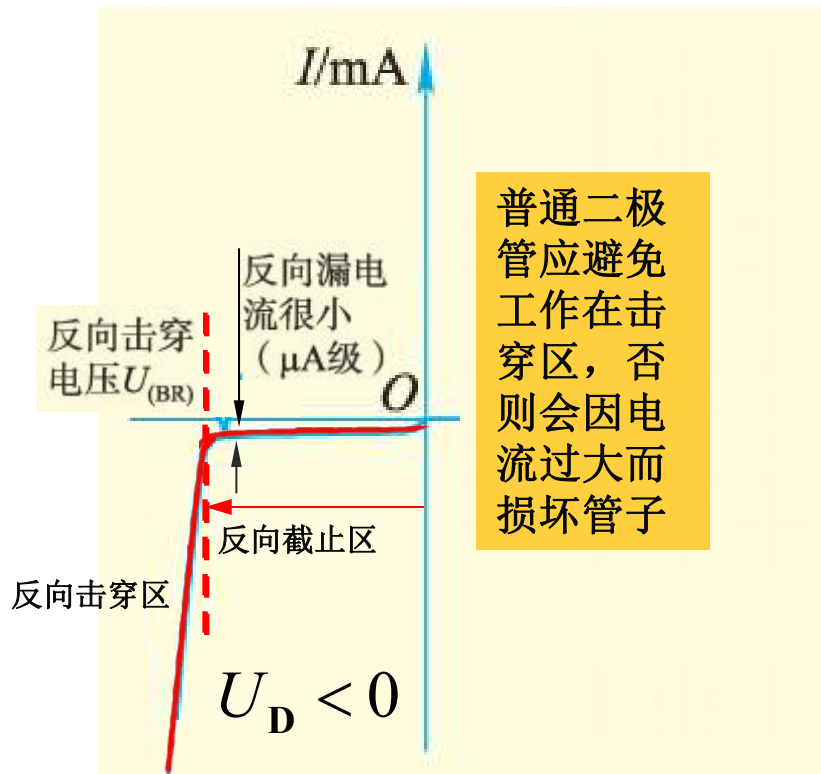 I/mA
反向漏电
流很小
（μA级）
反向击穿
电压U(BR)
O
普通二极
管应避免
工作在击
穿区，否
则会因电
流过大而
损坏管子
反向截止区
反向击穿区
U_D < 0